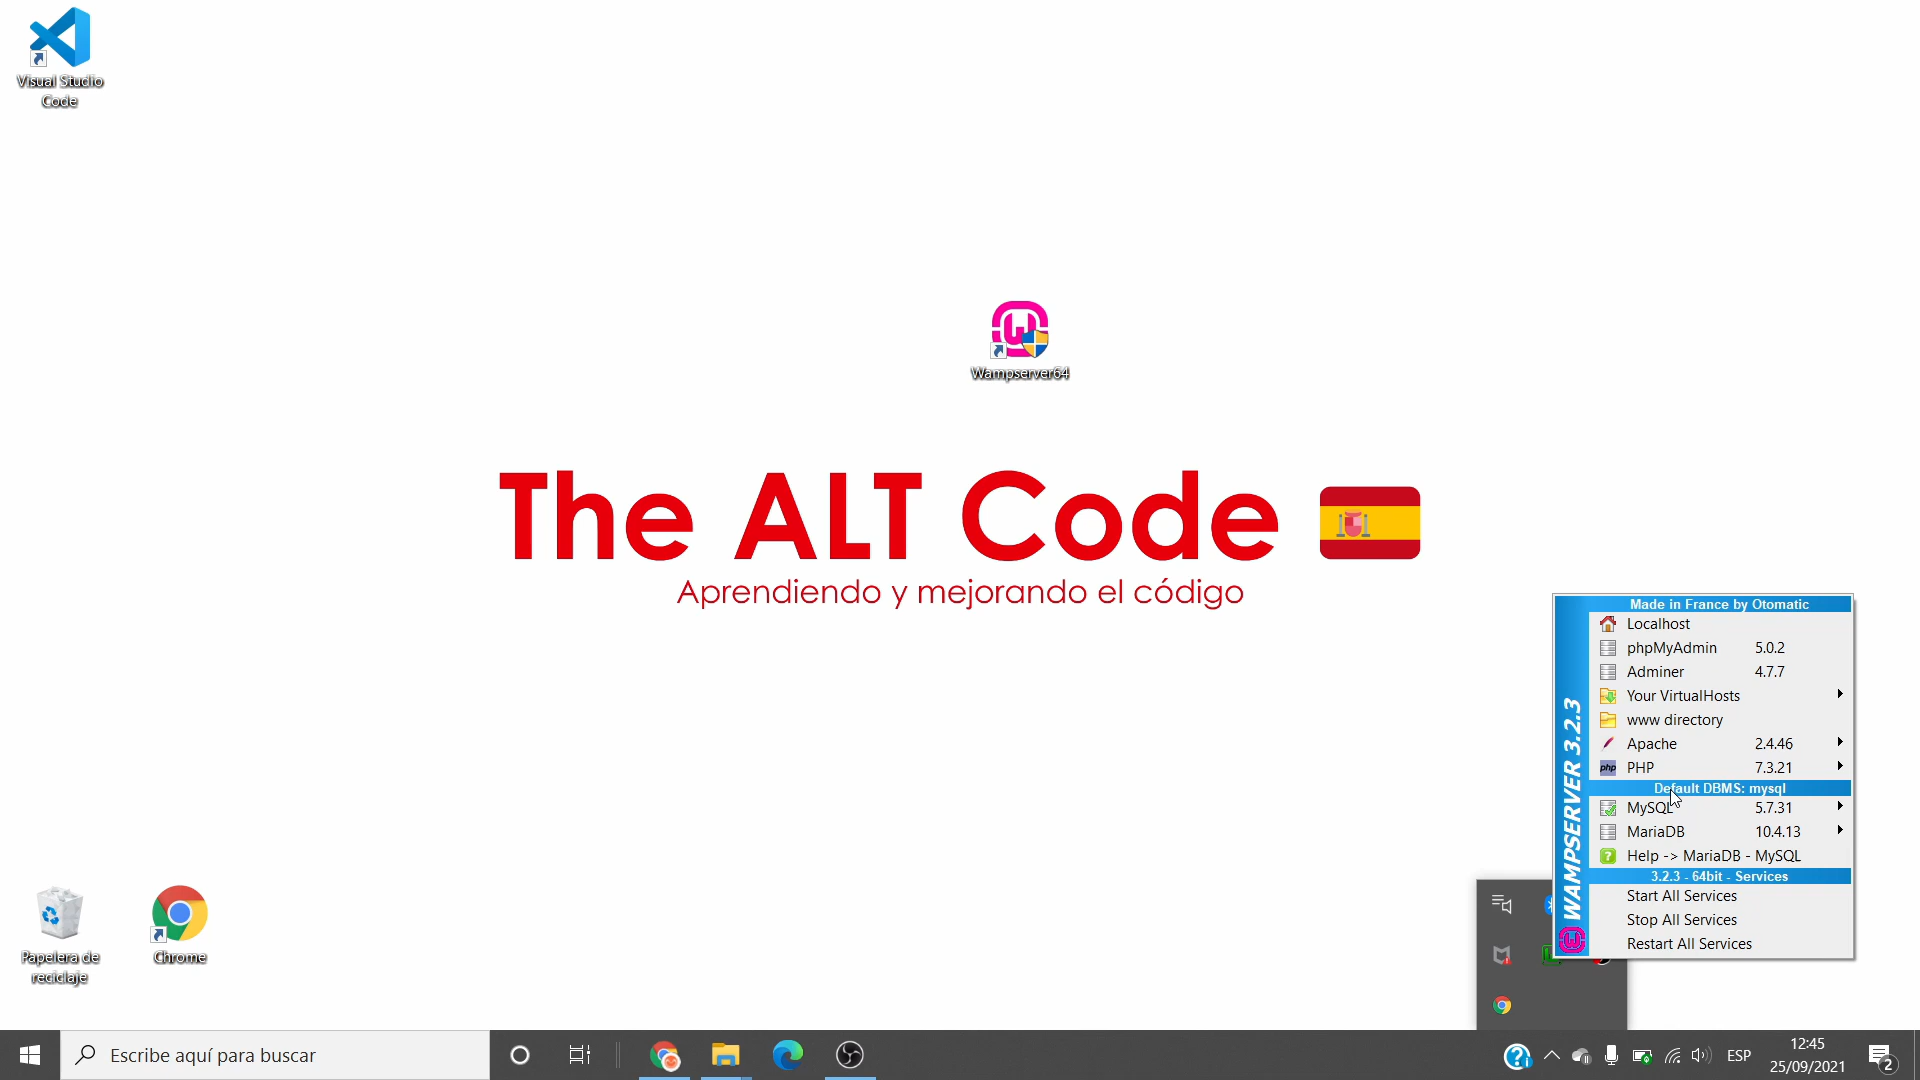 Visual Studio
Code
Wampserver64
The ALT Code
Aprendiendo y mejorando el código
Made in France by Otomatic
Localhost
phpMyAdmin 5.0.2
Adminer 4.7.7
Your VirtualHosts
www directory
Apache 2.4.46
php PHP 7.3.21
Default DBMS: mysql
MySQL 5.7.31
MariaDB 10.4.13
Help -> MariaDB - MySQL
3.2.3 - 64bit - Services
Start All Services
Stop All Services
Restart All Services
WAMPSERVER 3.2.3
Papelera de
reciclaje
Chrome
Escribe aquí para buscar
ESP
12:45
25/09/2021
2